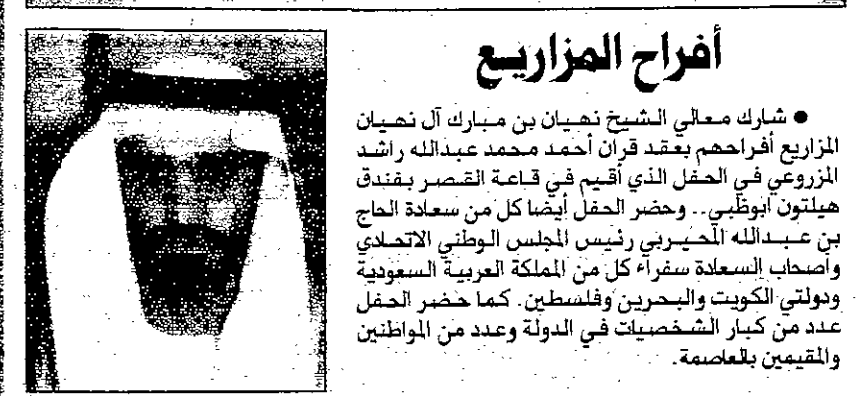 أفراح المزاريع
● شارك معالي الشيخ نهيان بن مبارك آل نهيان
المزاريع أفراحهم بعقد قران أحمد محمد عبدالله راشد
المزروعي في الحفل الذي أقيم في قاعة القصر بفندق
هيلتون ابوظبي.. وحضر الحفل أيضا كل من سعادة الحاج
بن عبدالله المحيربي رئيس المجلس الوطني الاتحادي
واصحاب السعادة سفراء كل من المملكة العربية السعودية
ودولتي الكويت والبحرين وفلسطين. كما حضر الحفل
عدد من كبار الشخصيات في الدولة وعدد من المواطنين
والمقيمين بالعاصمة.